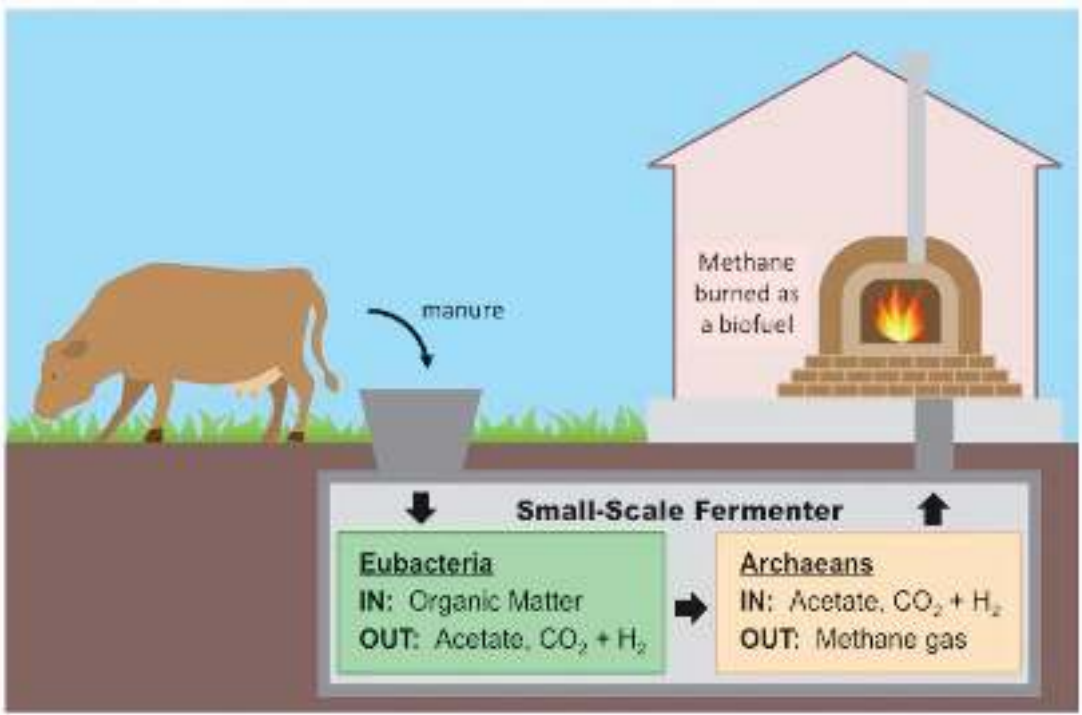 manure
Methane
burned as
a biofuel
Small-Scale Fermenter
Eubacteria
IN: Organic Matter
OUT: Acetate, CO₂ + H₂
Archaeans
IN: Acetate, CO₂ + H₂
OUT: Methane gas